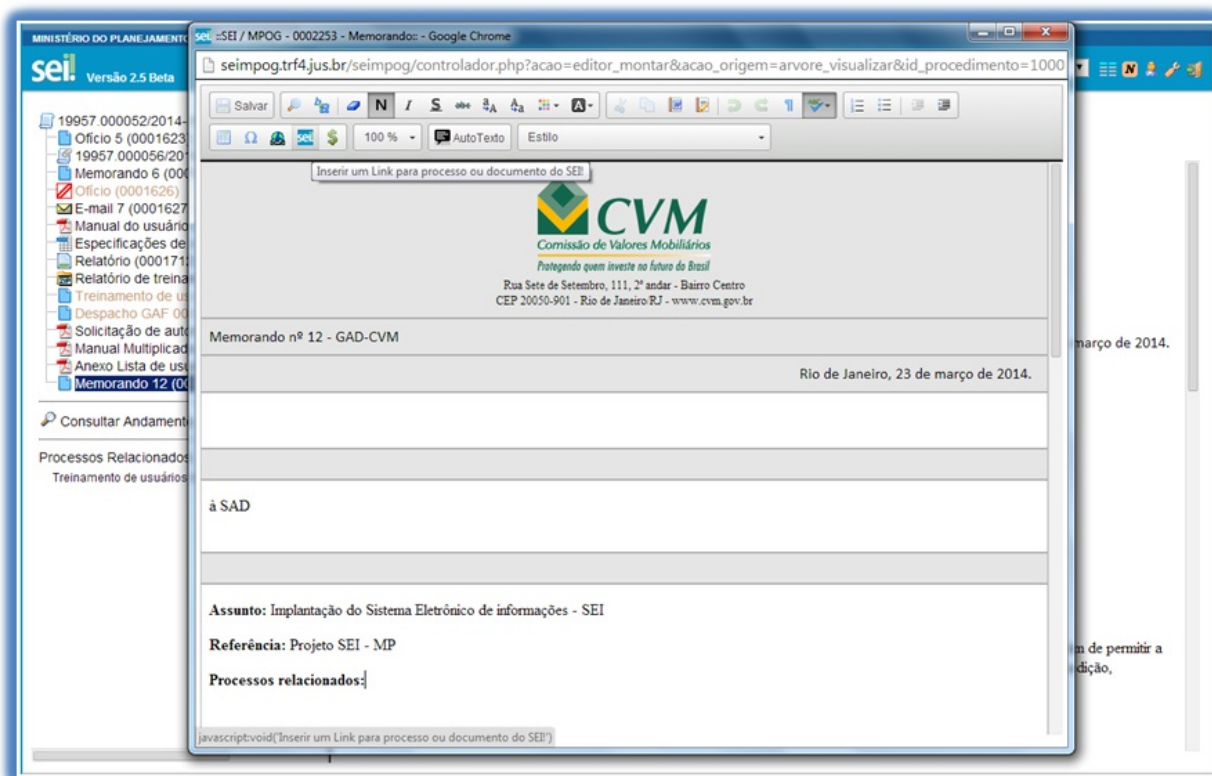 MINISTÉRIO DO PLANEJAMENTO
sei!
Versão 2.5 Beta
19957.000052/2014-
Ofício 5 (0001623)
19957.000056/201
Memorando 6 (000
Ofício (0001626)
E-mail 7 (0001627
Manual do usuário
Especificações de
Relatório (000171
Relatório de treina
Treinamento de us
Despacho GAF 00
Solicitação de auto
Manual Multiplicad
Anexo Lista de usu
Memorando 12 (00
Consultar Andamento
Processos Relacionados
Treinamento de usuários
sei! ::SEI / MPOG - 0002253 - Memorando:: - Google Chrome
seimpog.trf4.jus.br/seimpog/controlador.php?acao=editor_montar&acao_origem=arvore_visualizar&id_procedimento=1000
Salvar
N I S
100 %
AutoTexto
Estilo
Inserir um Link para processo ou documento do SEI!
CVM
Comissão de Valores Mobiliários
Protegendo quem investe no futuro do Brasil
Rua Sete de Setembro, 111, 2º andar - Bairro Centro
CEP 20050-901 - Rio de Janeiro/RJ - www.cvm.gov.br
Memorando nº 12 - GAD-CVM
Rio de Janeiro, 23 de março de 2014.
à SAD
Assunto: Implantação do Sistema Eletrônico de informações - SEI
Referência: Projeto SEI - MP
Processos relacionados:
javascript:void('Inserir um Link para processo ou documento do SEI!')
março de 2014.
m de permitir a
dição,